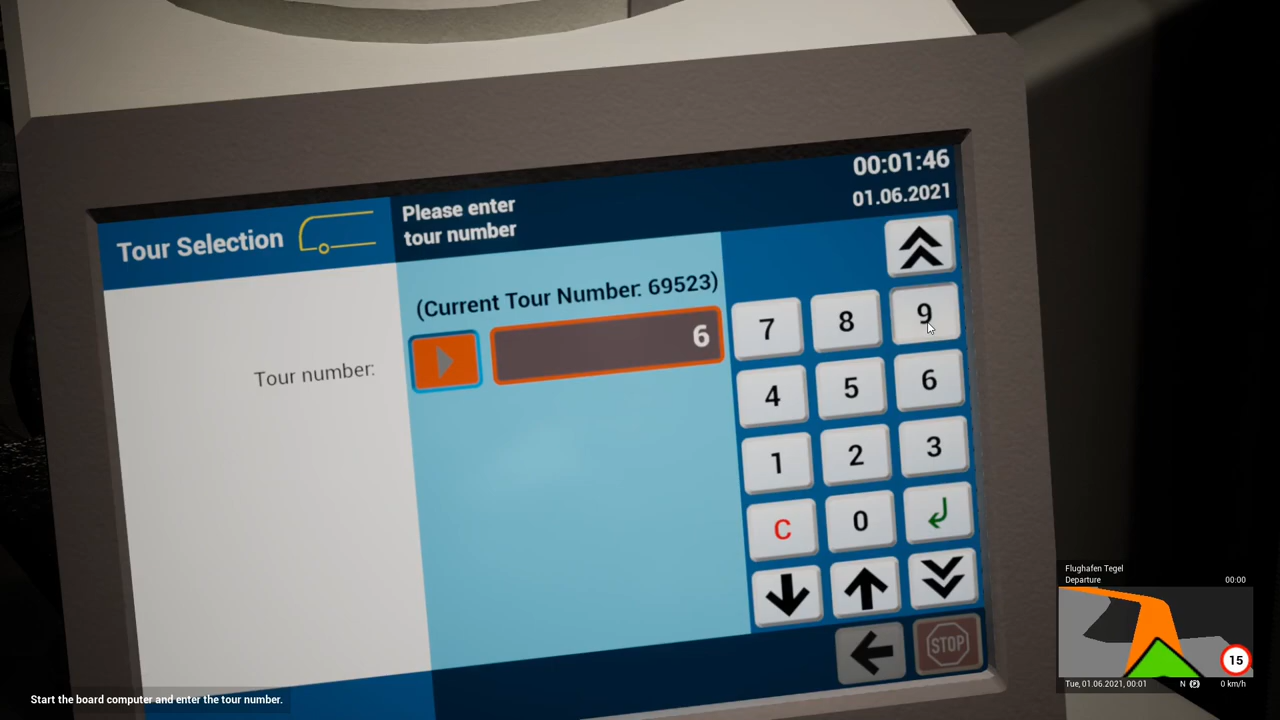 00:01:46
01.06.2021
Tour Selection
Please enter
tour number
(Current Tour Number: 69523)
Tour number:
6
7 8 9
4 5 6
1 2 3
C 0
STOP
Flughafen Tegel
Departure 00:00
15
Tue, 01.06.2021, 00:01 N (P) 0 km/h
Start the board computer and enter the tour number.